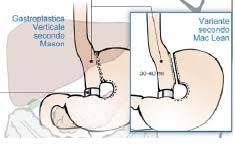 Gastroplastica
Verticale
secondo
Mason
Variante
secondo
Mac Lean